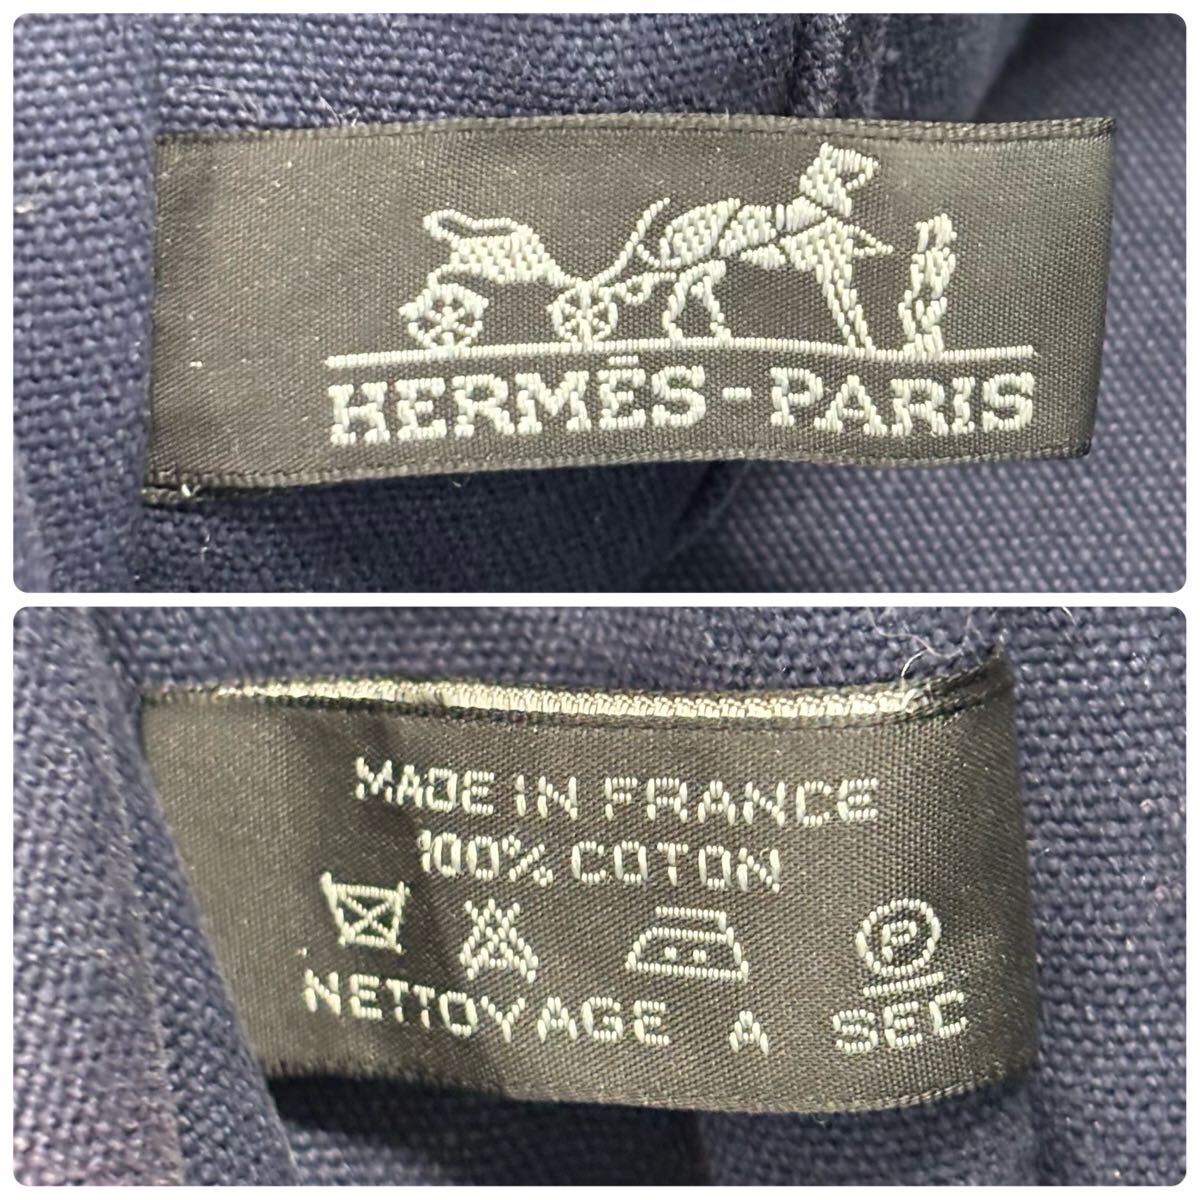 HERMÈS-PARIS
MADE IN FRANCE
100% COTON
P
NETTOYAGE A SEC